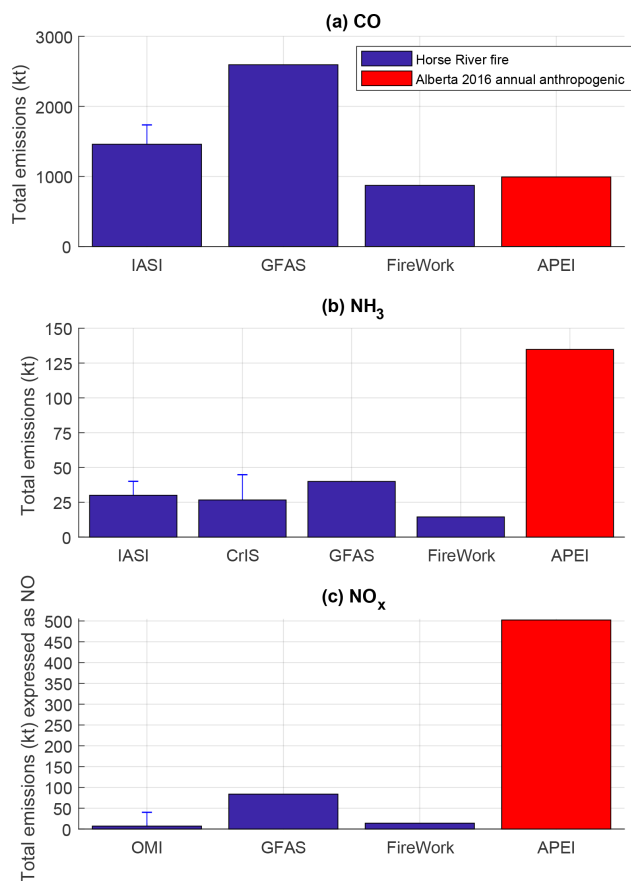 (a) CO
Total emissions (kt)
3000
2000
1000
0
Horse River fire
Alberta 2016 annual anthropogenic
IASI GFAS FireWork APEI
(b) NH3
Total emissions (kt)
150
125
100
75
50
25
0
IASI CrIS GFAS FireWork APEI
(c) NOx
Total emissions (kt) expressed as NO
500
450
400
350
300
250
200
150
100
50
0
OMI GFAS FireWork APEI